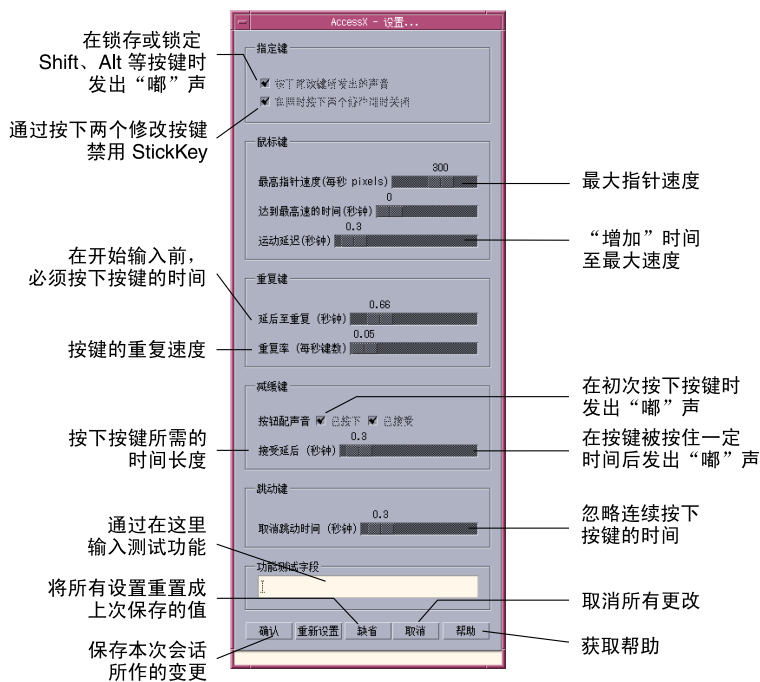 AccessX - 设置...
在锁存或锁定
Shift、Alt 等按键时
发出“嘟”声
指定键
按下修改键所发出的声音
在同时按下两个修改键时关闭
通过按下两个修改按键
禁用 StickKey
鼠标键
300
最高指针速度(每秒 pixels)
最大指针速度
0
达到最高速的时间(秒钟)
0.3
运动延迟(秒钟)
“增加”时间
至最大速度
在开始输入前，
必须按下按键的时间
重复键
0.66
延后至重复 (秒钟)
0.05
重复率 (每秒键数)
按键的重复速度
减缓键
按钮配声音 已按下 已接受
在初次按下按键时
发出“嘟”声
0.3
接受延后 (秒钟)
按下按键所需的
时间长度
在按键被按住一定
时间后发出“嘟”声
跳动键
0.3
取消跳动时间 (秒钟)
忽略连续按下
按键的时间
通过在这里
输入测试功能
功能测试字段
将所有设置重置成
上次保存的值
取消所有更改
确认 重新设置 缺省 取消 帮助
获取帮助
保存本次会话
所作的变更